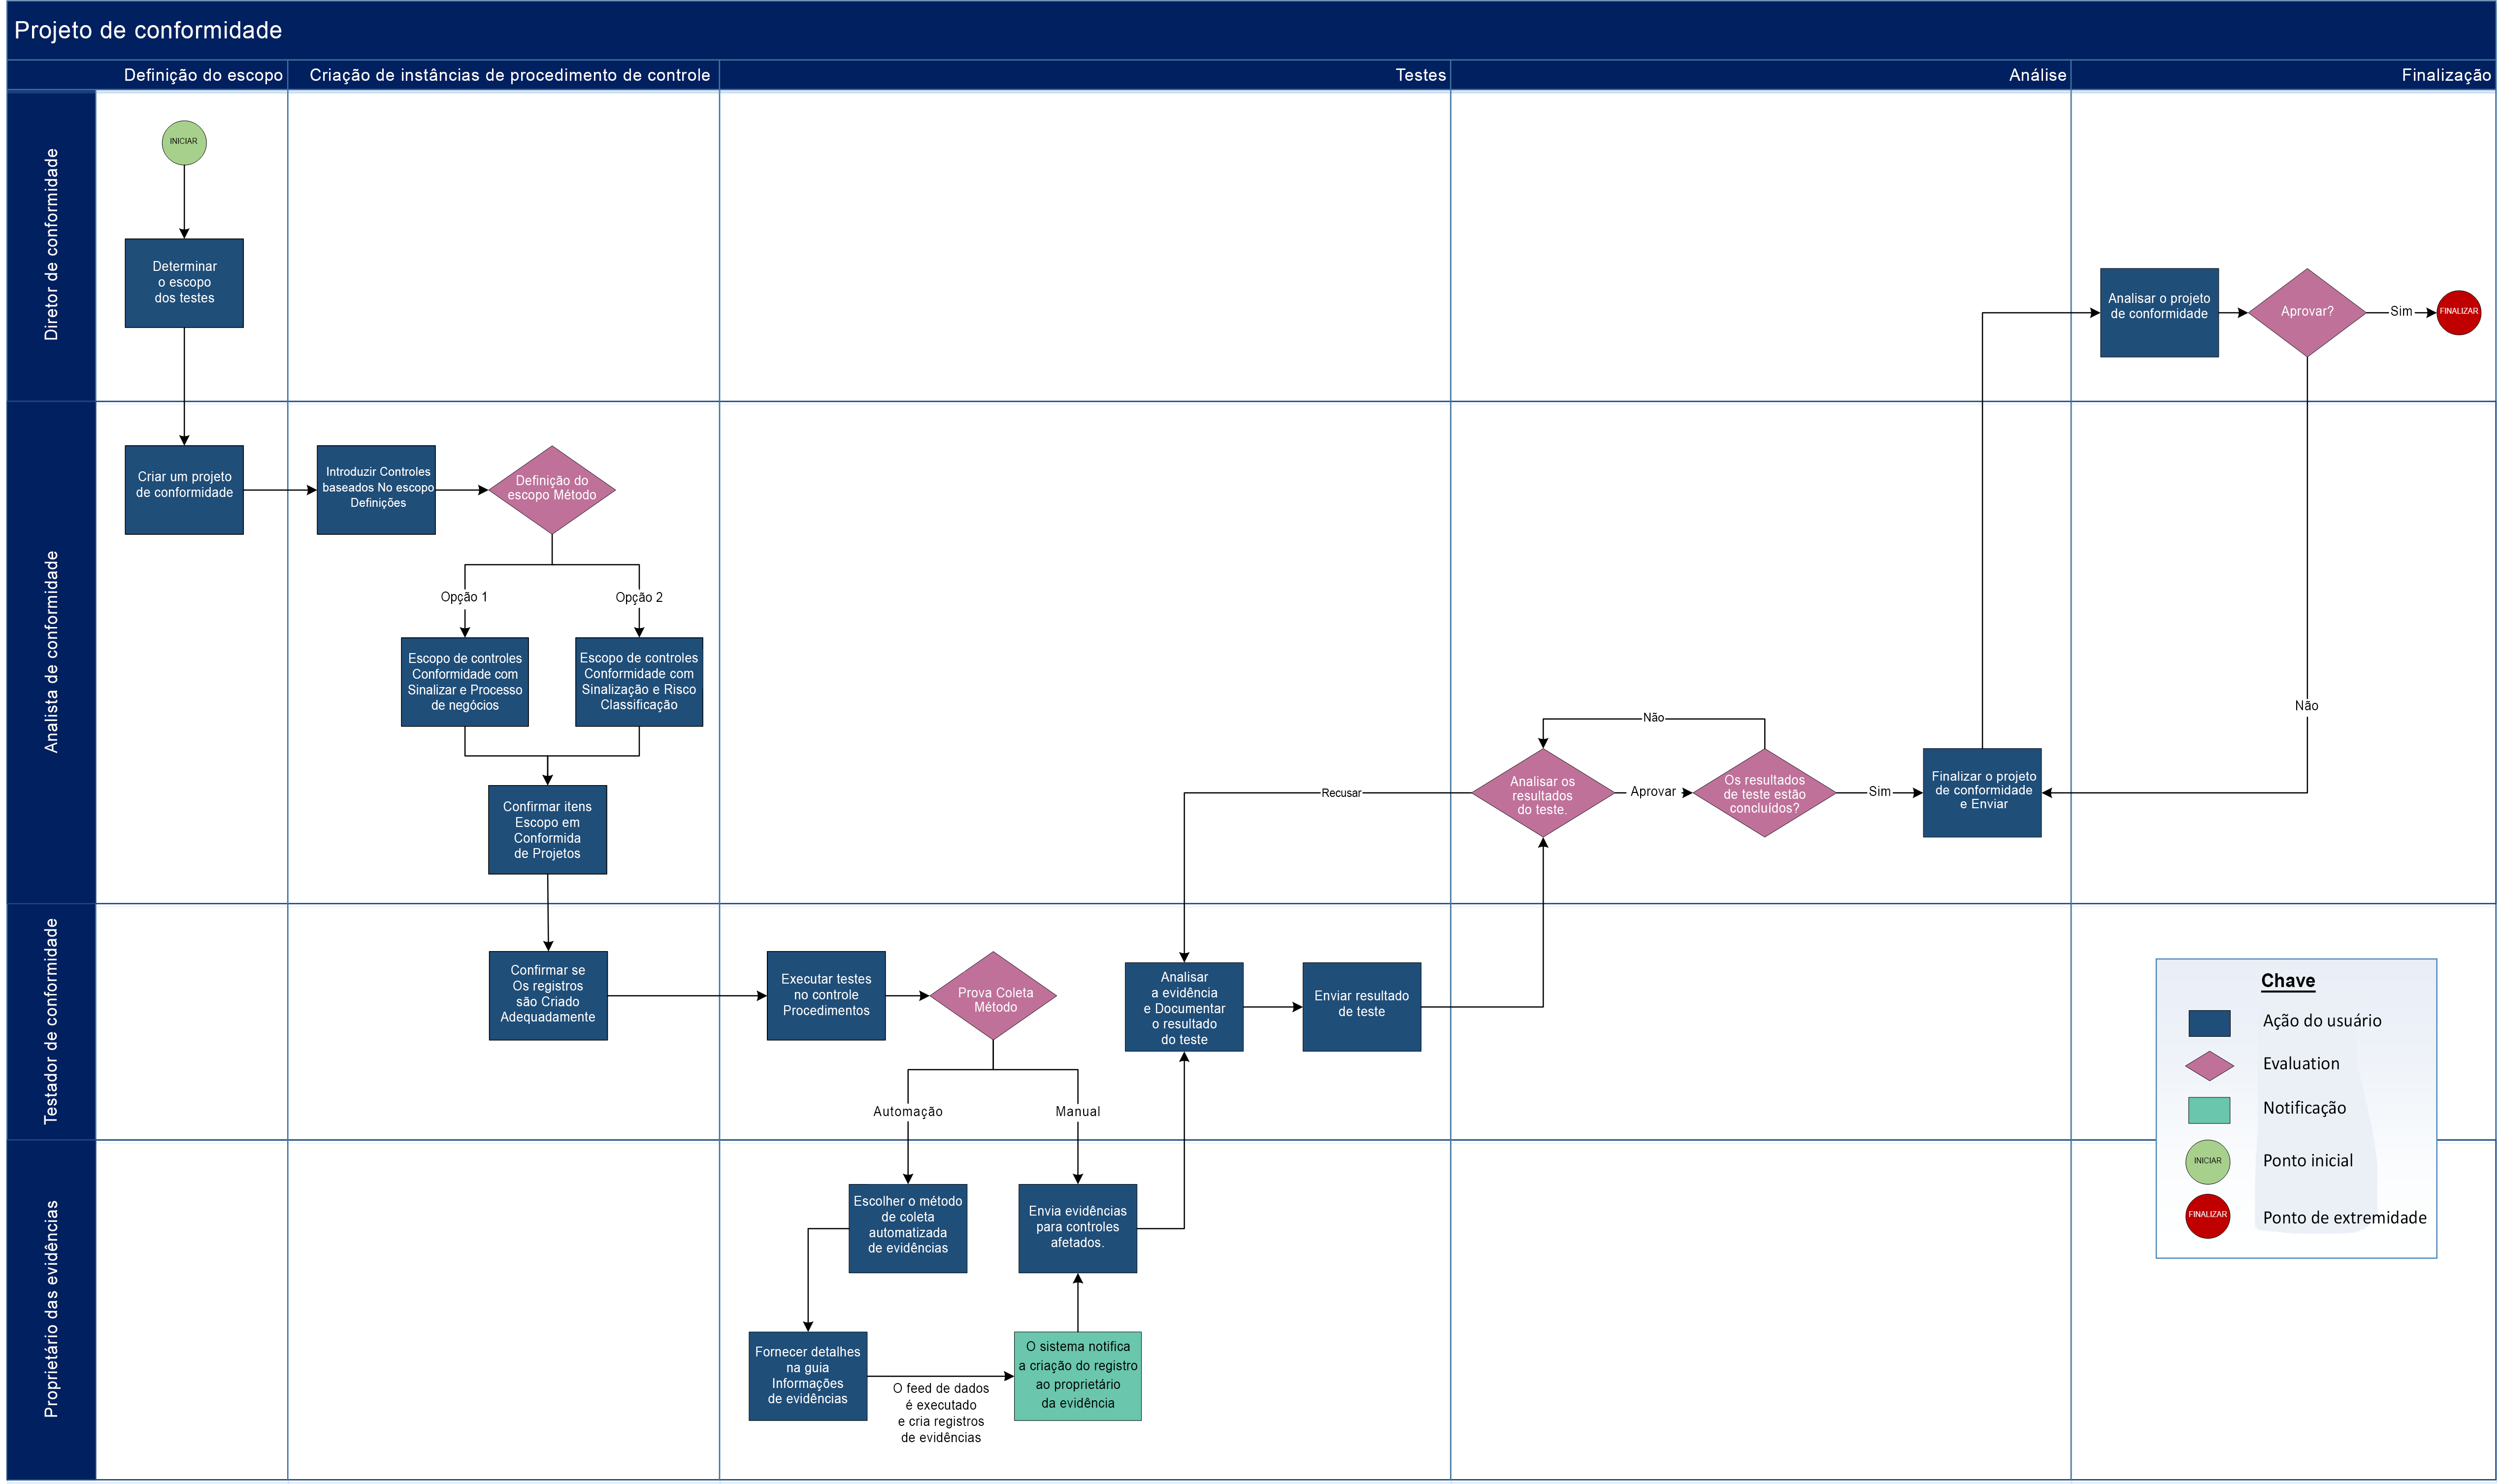 Projeto de conformidade
Definição do escopo
Criação de instâncias de procedimento de controle
Testes
Análise
Finalização
Diretor de conformidade
INICIAR
Determinar
o escopo
dos testes
Analisar o projeto
de conformidade
Aprovar?
Sim
FINALIZAR
Analista de conformidade
Criar um projeto
de conformidade
Introduzir Controles
baseados No escopo
Definições
Definição do
escopo Método
Opção 1
Opção 2
Escopo de controles
Conformidade com
Sinalizar e Processo
de negócios
Escopo de controles
Conformidade com
Sinalização e Risco
Classificação
Confirmar itens
Escopo em
Conformida
de Projetos
Recusar
Analisar os
resultados
do teste.
Aprovar
Não
Os resultados
de teste estão
concluídos?
Sim
Finalizar o projeto
de conformidade
e Enviar
Não
Testador de conformidade
Confirmar se
Os registros
são Criado
Adequadamente
Executar testes
no controle
Procedimentos
Prova Coleta
Método
Automação
Manual
Analisar
a evidência
e Documentar
o resultado
do teste
Enviar resultado
de teste
Proprietário das evidências
Escolher o método
de coleta
automatizada
de evidências
Envia evidências
para controles
afetados.
Fornecer detalhes
na guia
Informações
de evidências
O feed de dados
é executado
e cria registros
de evidências
O sistema notifica
a criação do registro
ao proprietário
da evidência
Chave
Ação do usuário
Evaluation
Notificação
INICIAR
Ponto inicial
FINALIZAR
Ponto de extremidade